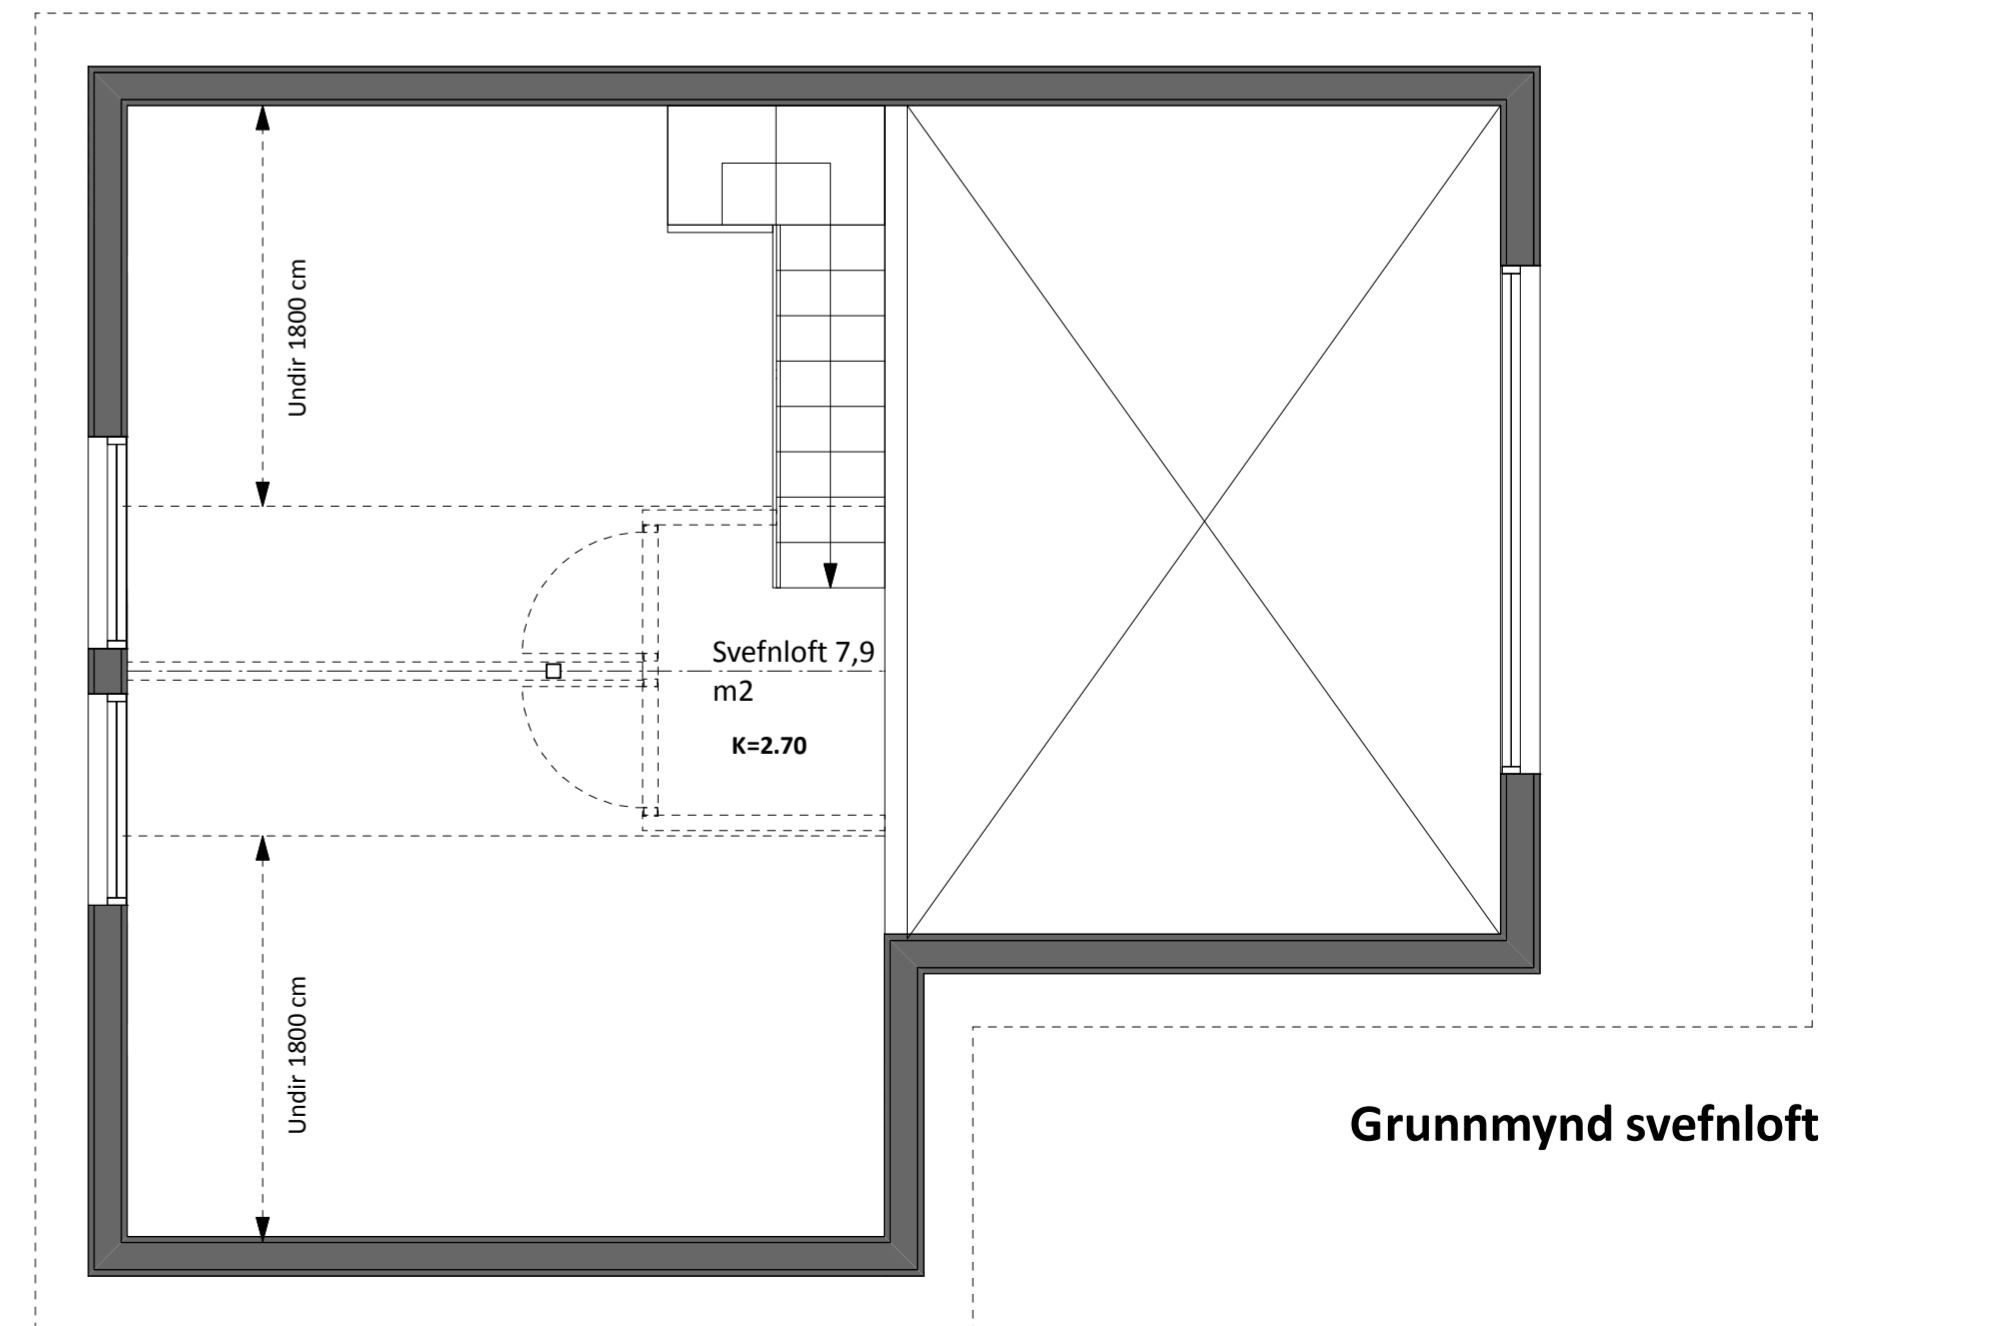 Undir 1800 cm
Svefnloft 7,9
m2
K=2.70
Undir 1800 cm
Grunnmynd svefnloft